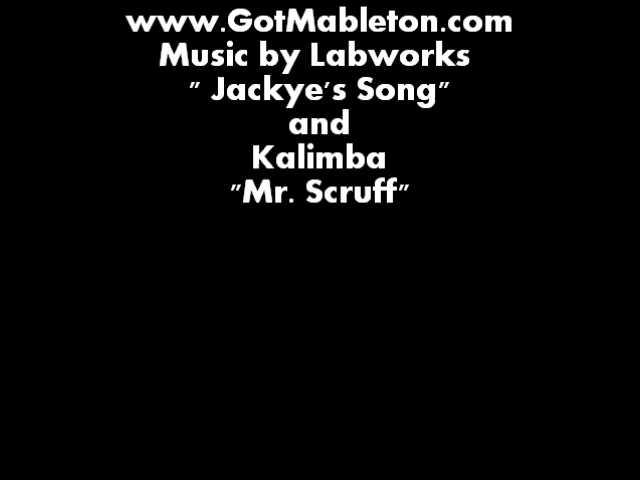 www.GotMableton.com
Music by Labworks
" Jackye's Song"
and
Kalimba
"Mr. Scruff"